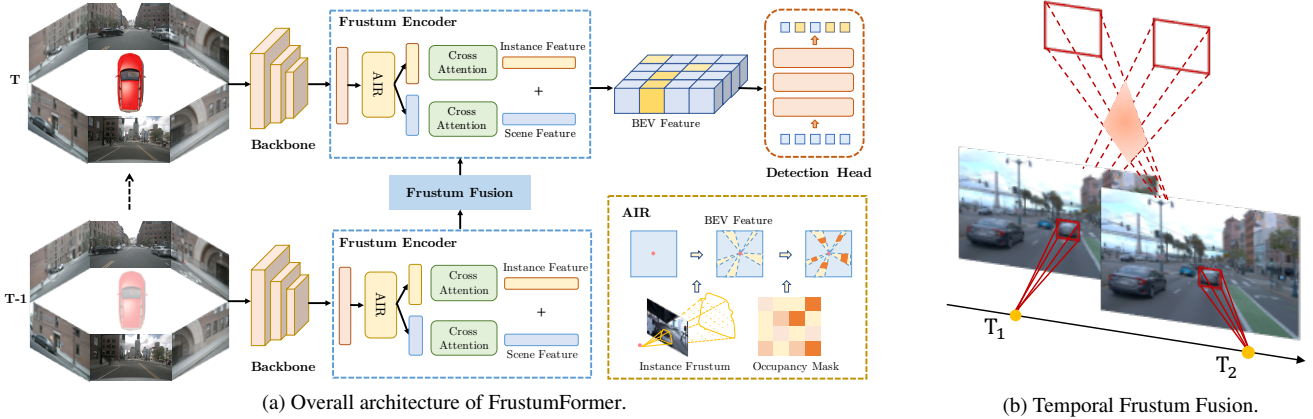 T
Backbone
Frustum Encoder
AIR
Cross
Attention
Instance Feature
+
Cross
Attention
Scene Feature
BEV Feature
Detection Head
Frustum Fusion
T-1
Backbone
Frustum Encoder
AIR
Cross
Attention
Instance Feature
+
Cross
Attention
Scene Feature
AIR
BEV Feature
Instance Frustum
Occupancy Mask
(a) Overall architecture of FrustumFormer.
T1
T2
(b) Temporal Frustum Fusion.